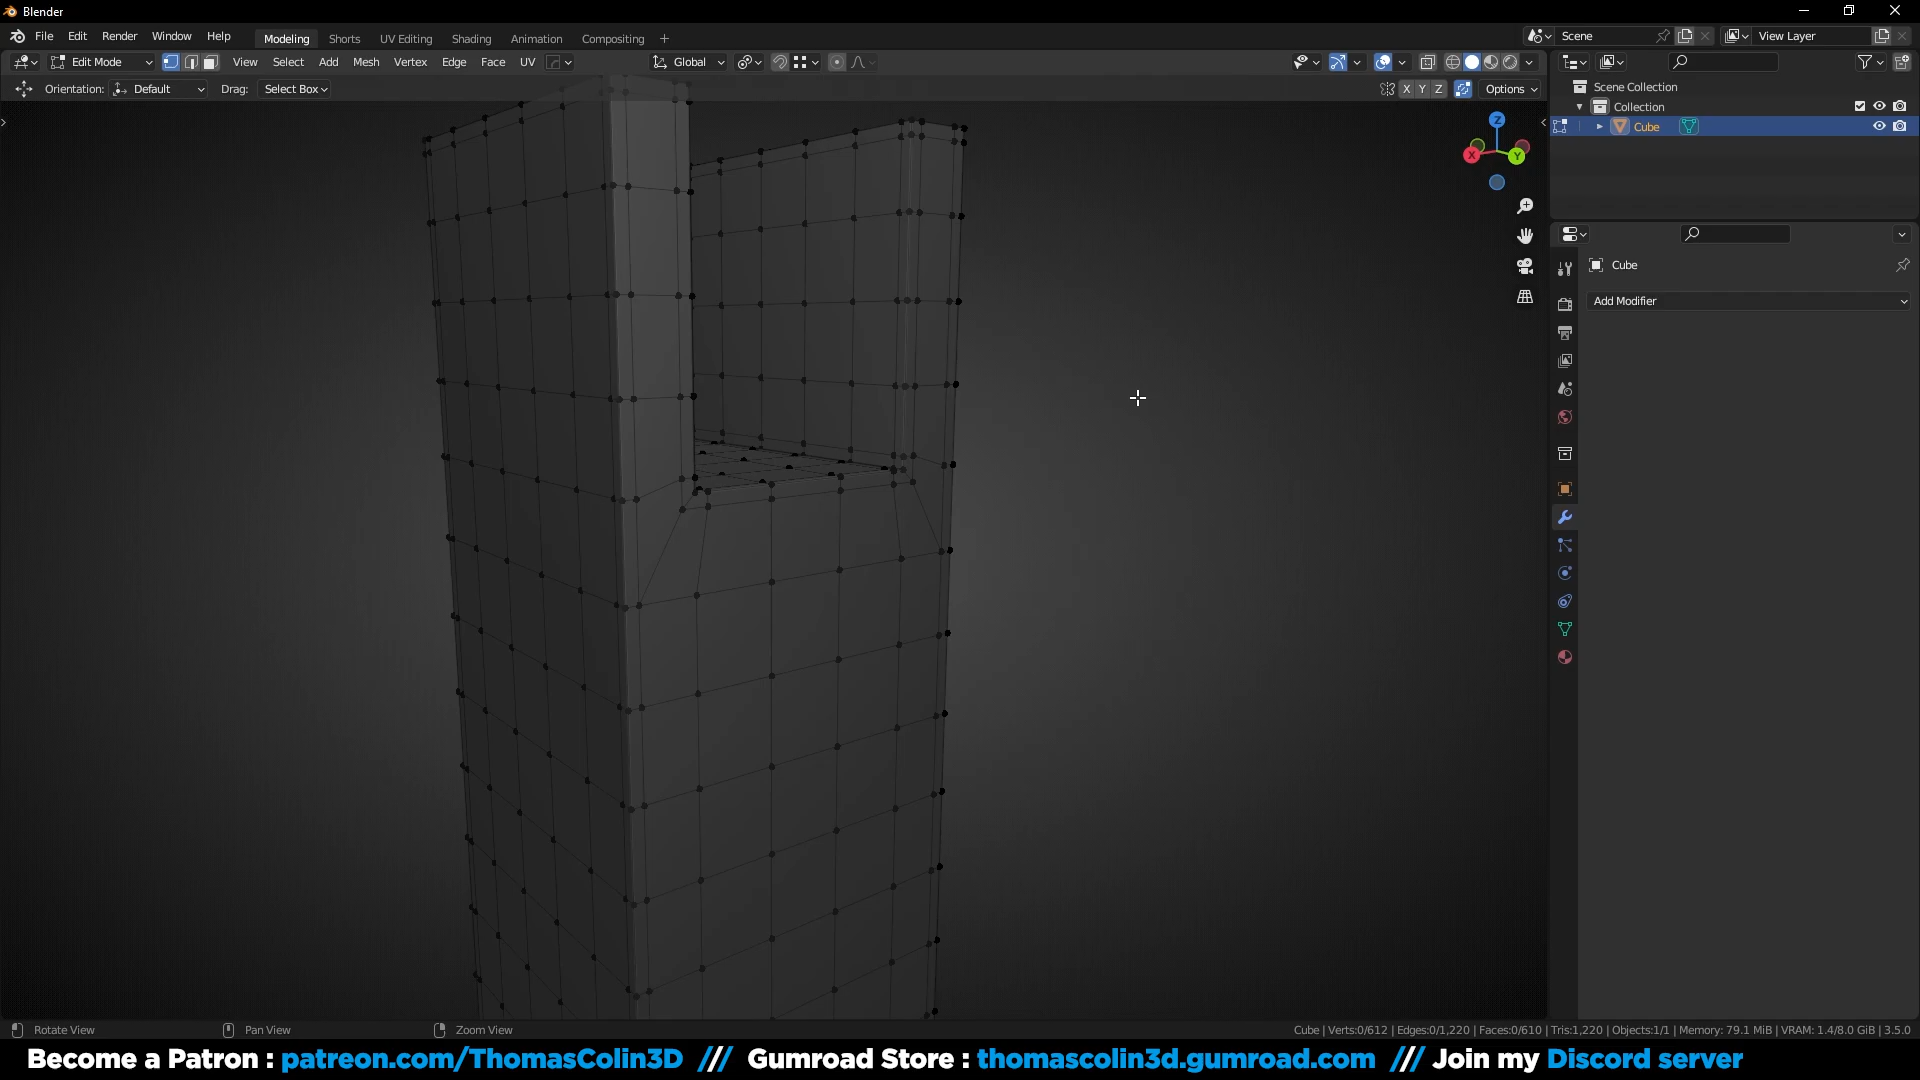 Blender
File Edit Render Window Help Modeling Shorts UV Editing Shading Animation Compositing + Scene View Layer
Edit Mode View Select Add Mesh Vertex Edge Face UV Global
Orientation: Default Drag: Select Box X Y Z Options
Scene Collection
Collection
Cube
Z
X Y
Cube
Add Modifier
Rotate View Pan View Zoom View Cube | Verts:0/612 | Edges:0/1,220 | Faces:0/610 | Tris:1,220 | Objects:1/1 | Memory: 79.1 MiB | VRAM: 1.4/8.0 GiB | 3.5.0
Become a Patron : patreon.com/ThomasColin3D /// Gumroad Store : thomascolin3d.gumroad.com /// Join my Discord server